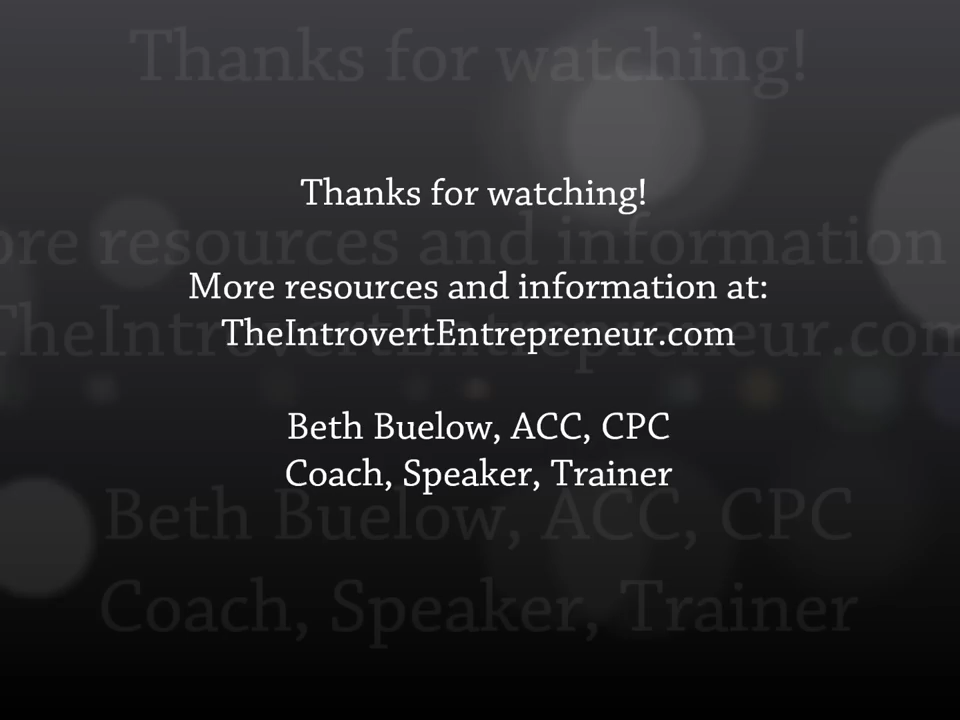 Thanks for watching!
More resources and information at:
TheIntrovertEntrepreneur.com
Beth Buelow, ACC, CPC
Coach, Speaker, Trainer